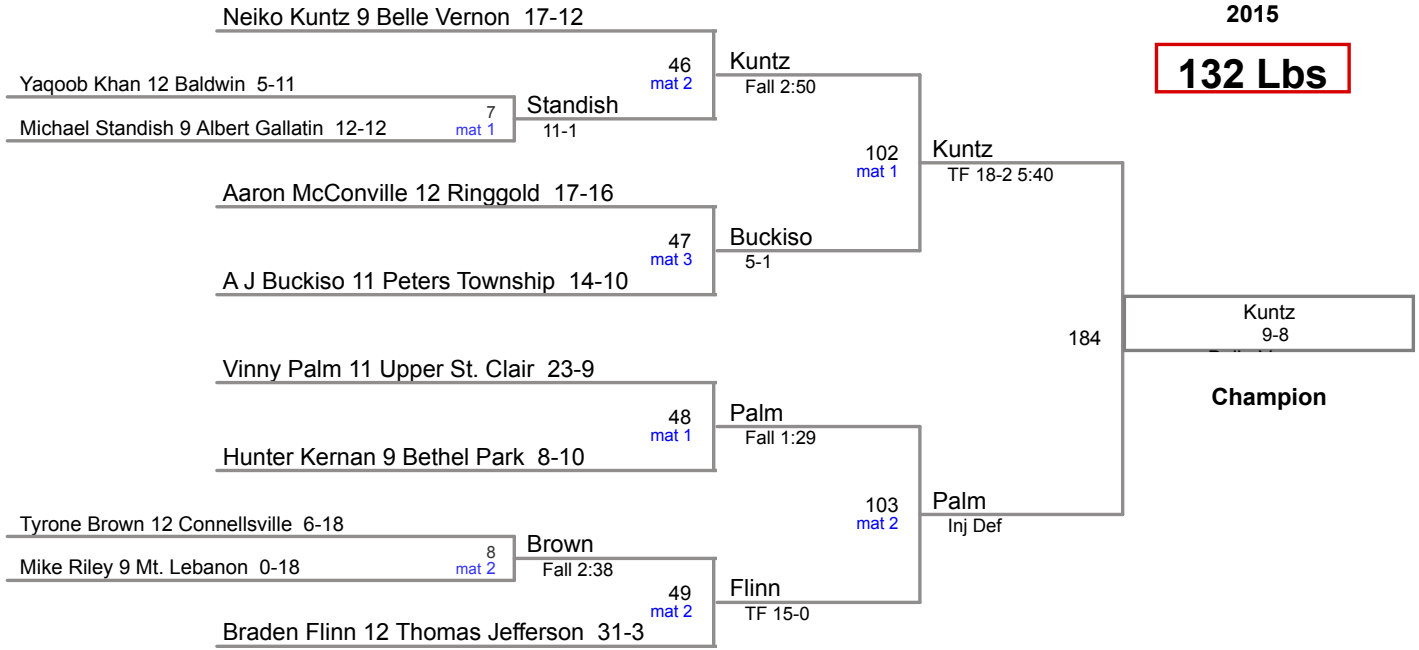 Neiko Kuntz 9 Belle Vernon 17-12
2015
132 Lbs
46
mat 2
Kuntz
Fall 2:50
Yaqoob Khan 12 Baldwin 5-11
7
mat 1
Standish
11-1
Michael Standish 9 Albert Gallatin 12-12
102
mat 1
Kuntz
TF 18-2 5:40
Aaron McConville 12 Ringgold 17-16
47
mat 3
Buckiso
5-1
A J Buckiso 11 Peters Township 14-10
184
Kuntz
9-8
Champion
Vinny Palm 11 Upper St. Clair 23-9
48
mat 1
Palm
Fall 1:29
Hunter Kernan 9 Bethel Park 8-10
103
mat 2
Palm
Inj Def
Tyrone Brown 12 Connellsville 6-18
8
mat 2
Brown
Fall 2:38
Mike Riley 9 Mt. Lebanon 0-18
49
mat 2
Flinn
TF 15-0
Braden Flinn 12 Thomas Jefferson 31-3